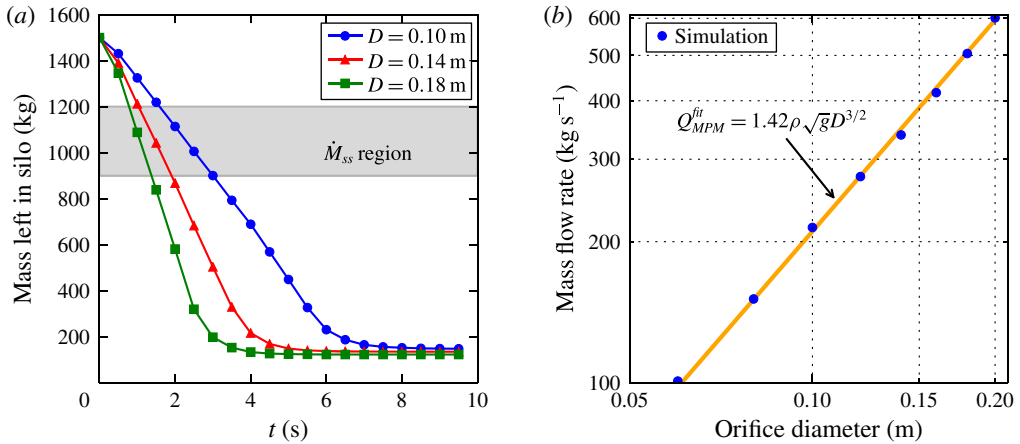 (a)
Mass left in silo (kg)
1600
1400
1200
1000
800
600
400
200
0
2
4
6
8
10
t (s)
D = 0.10 m
D = 0.14 m
D = 0.18 m
Ṁss region
(b)
Mass flow rate (kg s⁻¹)
600
500
400
300
200
100
0.05
0.10
0.15
0.20
Orifice diameter (m)
Simulation
Q^{fit}_{MPM} = 1.42ρ√g D^{3/2}